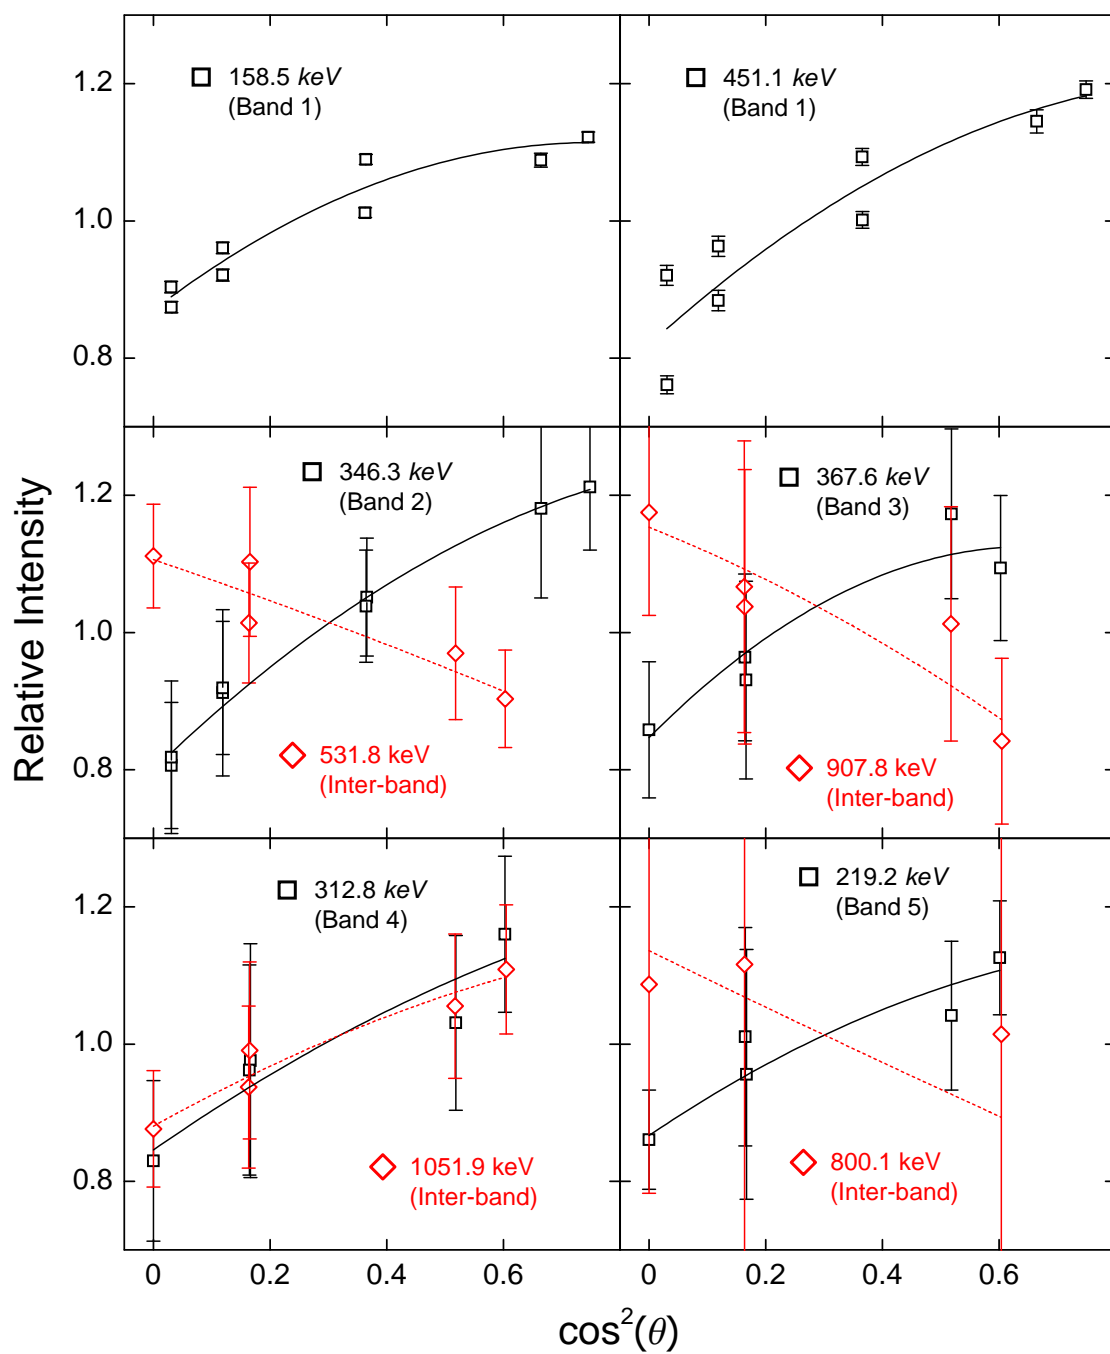 158.5 keV
(Band 1)
451.1 keV
(Band 1)
1.2
1.0
0.8
346.3 keV
(Band 2)
531.8 keV
(Inter-band)
367.6 keV
(Band 3)
907.8 keV
(Inter-band)
1.2
1.0
0.8
Relative Intensity
312.8 keV
(Band 4)
1051.9 keV
(Inter-band)
219.2 keV
(Band 5)
800.1 keV
(Inter-band)
1.2
1.0
0.8
0 0.2 0.4 0.6 0 0.2 0.4 0.6
cos²(θ)